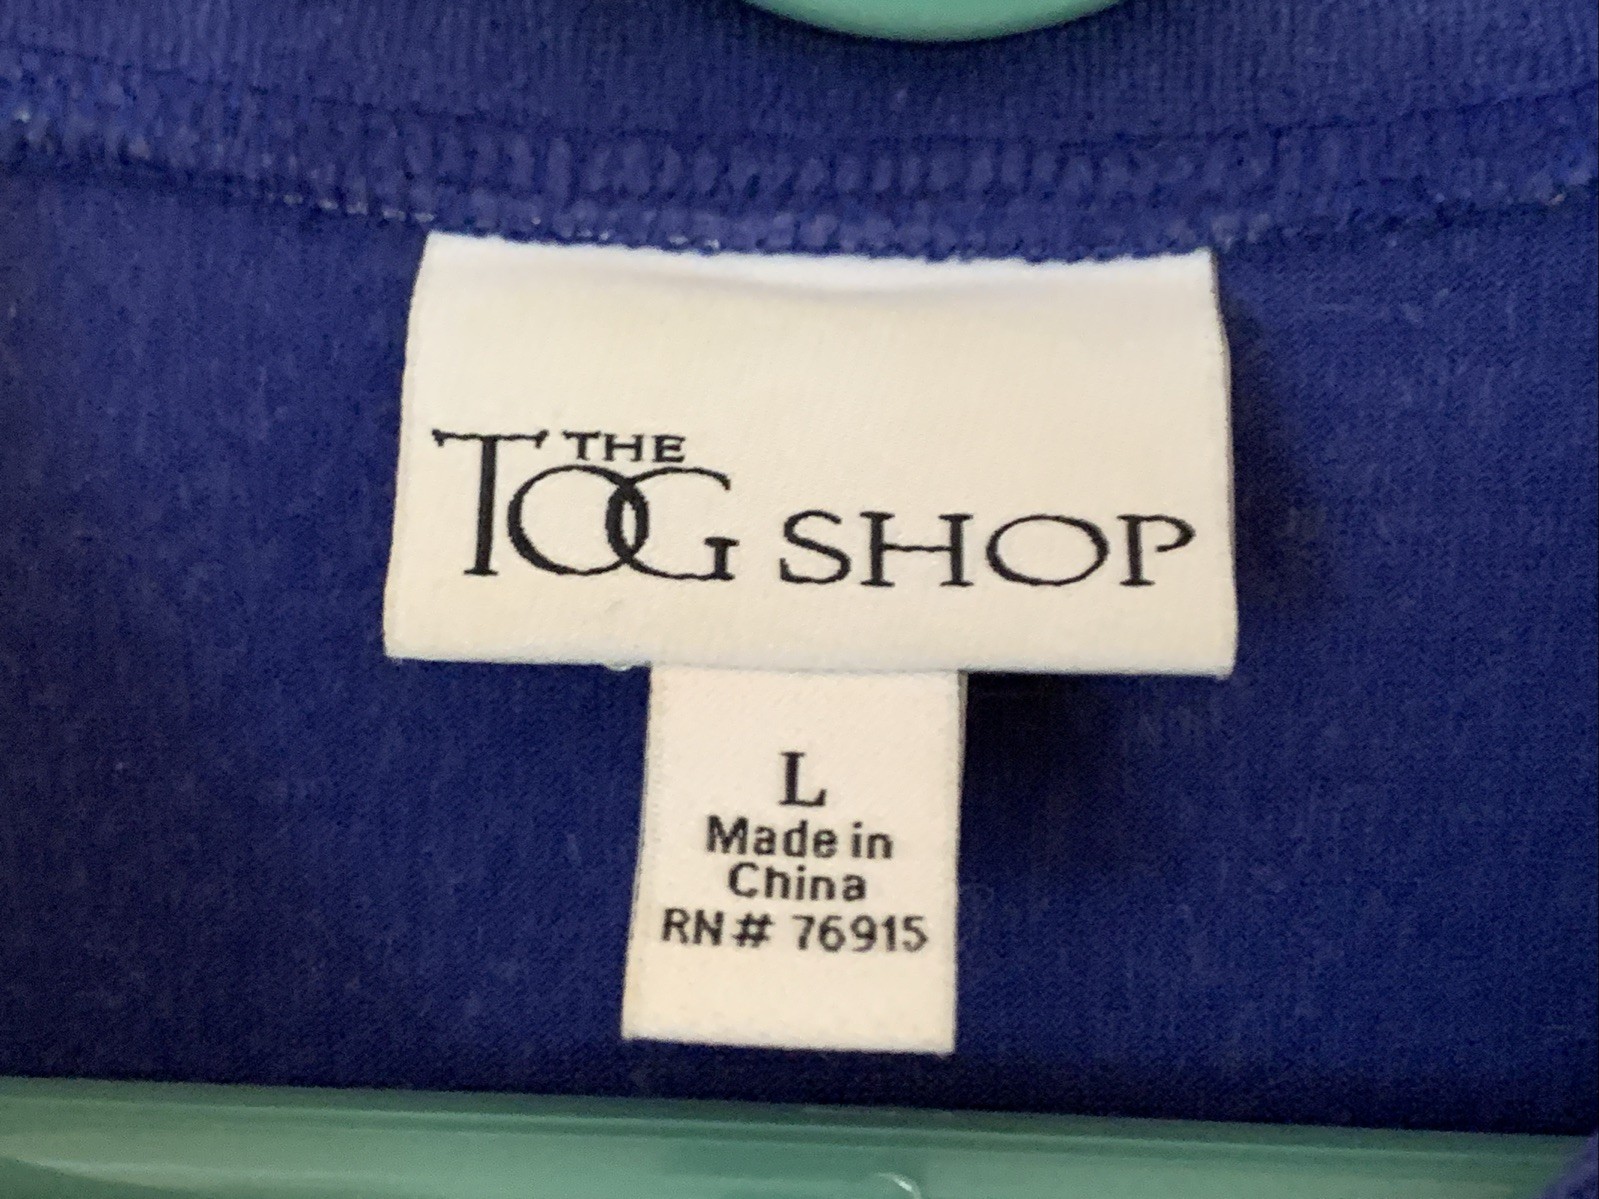 THE
TOG SHOP
L
Made in
China
RN# 76915